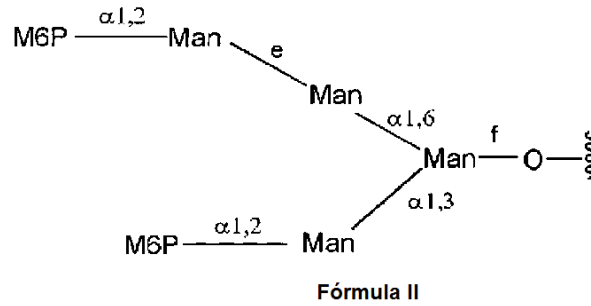 α1,2
M6P Man
e
Man
α1,6
f
Man O
α1,3
α1,2
M6P Man
Fórmula II